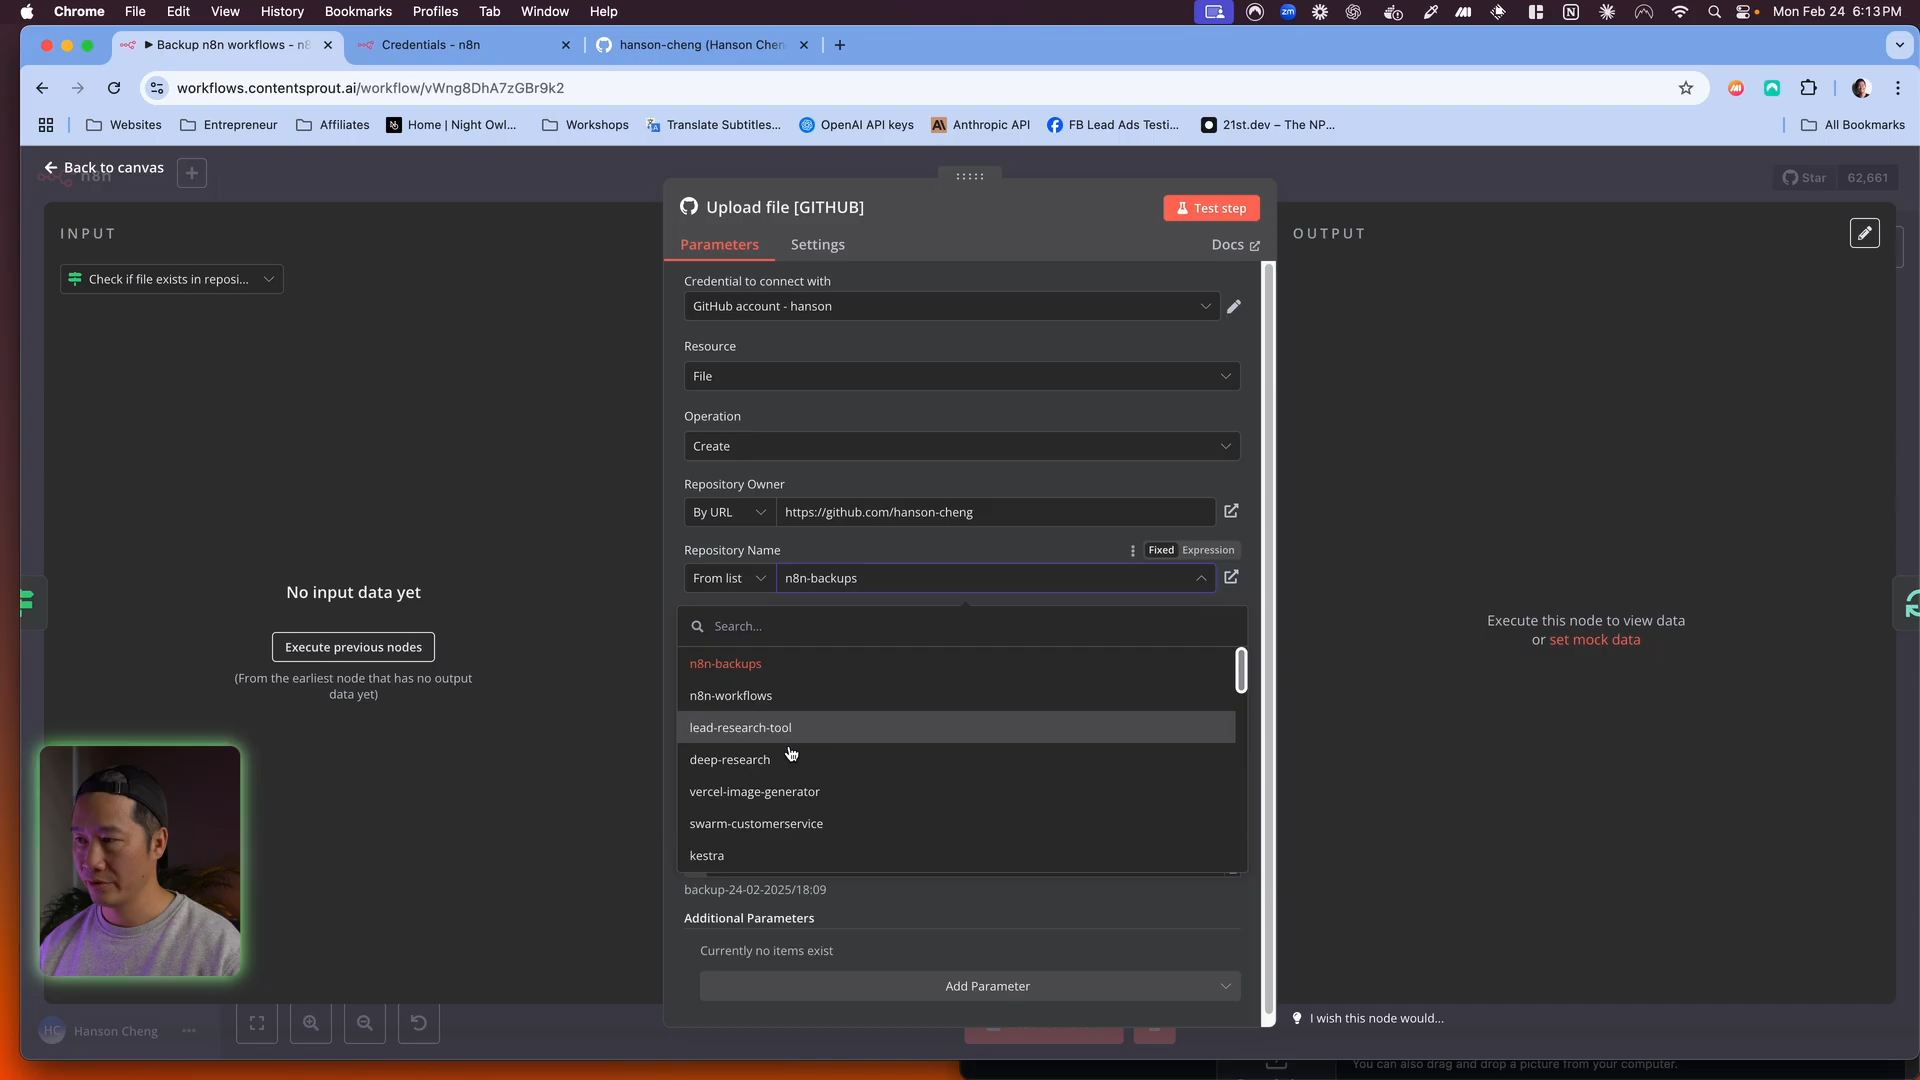 Chrome File Edit View History Bookmarks Profiles Tab Window Help
zm
Mon Feb 24 6:13 PM
Backup n8n workflows - n8
Credentials - n8n
hanson-cheng (Hanson Chen
workflows.contentsprout.ai/workflow/vWng8DhA7zGBr9k2
Websites
Entrepreneur
Affiliates
Home | Night Owl...
Workshops
Translate Subtitles...
OpenAI API keys
Anthropic API
FB Lead Ads Testi...
21st.dev – The NP...
All Bookmarks
Back to canvas
n8n
Star 62,661
Upload file [GITHUB]
Test step
INPUT
Parameters Settings
Docs
OUTPUT
Check if file exists in reposi...
Credential to connect with
GitHub account - hanson
Resource
File
Operation
Create
Repository Owner
By URL https://github.com/hanson-cheng
Repository Name
Fixed Expression
From list n8n-backups
No input data yet
Execute previous nodes
(From the earliest node that has no output
data yet)
Search...
n8n-backups
n8n-workflows
lead-research-tool
deep-research
vercel-image-generator
swarm-customerservice
kestra
Execute this node to view data
or set mock data
backup-24-02-2025/18:09
Additional Parameters
Currently no items exist
Add Parameter
HC Hanson Cheng
I wish this node would...
You can also drag and drop a picture from your computer.